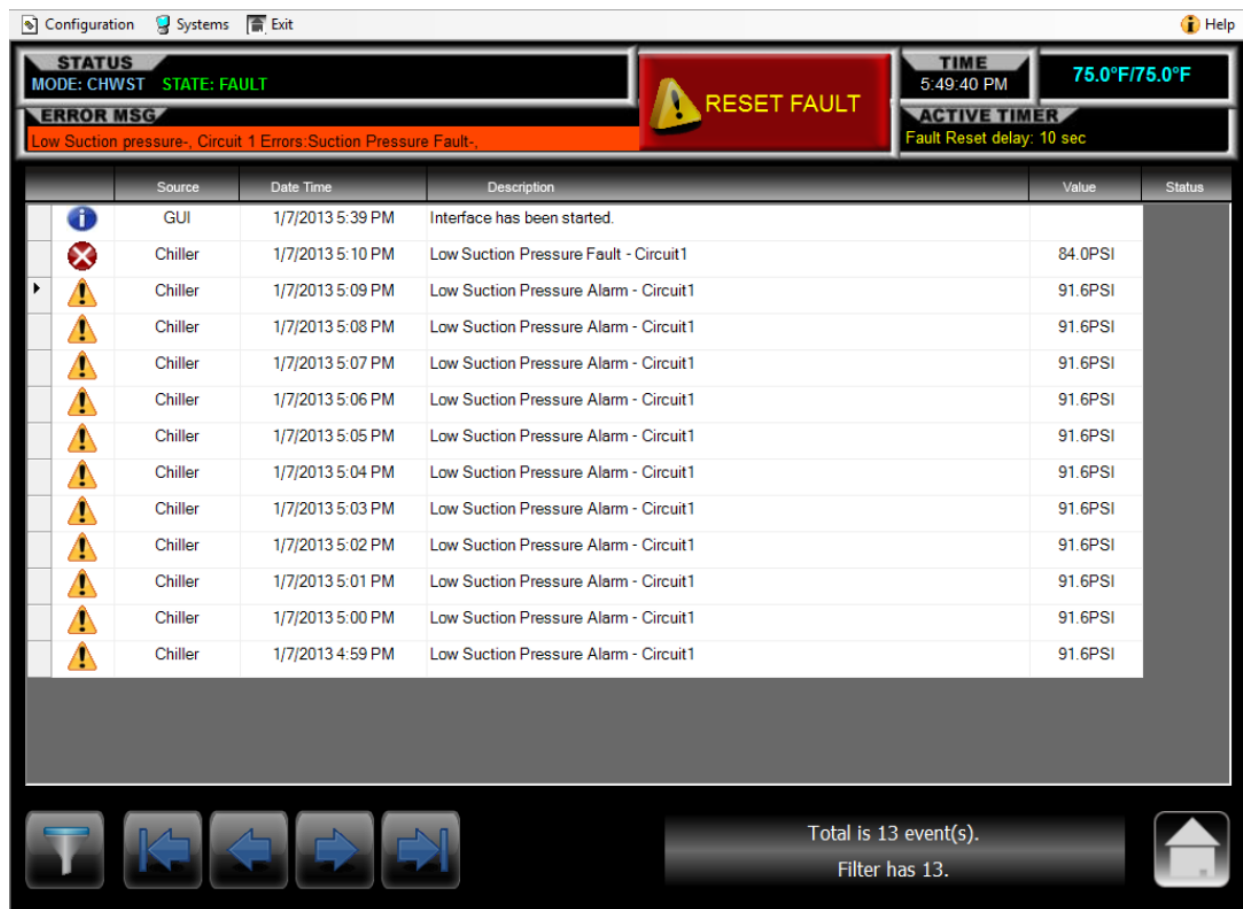 Configuration Systems Exit Help
STATUS
MODE: CHWST STATE: FAULT
ERROR MSG
Low Suction pressure-, Circuit 1 Errors:Suction Pressure Fault-,
RESET FAULT
TIME
5:49:40 PM
75.0°F/75.0°F
ACTIVE TIMER
Fault Reset delay: 10 sec
Source Date Time Description Value Status
GUI 1/7/2013 5:39 PM Interface has been started.
Chiller 1/7/2013 5:10 PM Low Suction Pressure Fault - Circuit1 84.0PSI
Chiller 1/7/2013 5:09 PM Low Suction Pressure Alarm - Circuit1 91.6PSI
Chiller 1/7/2013 5:08 PM Low Suction Pressure Alarm - Circuit1 91.6PSI
Chiller 1/7/2013 5:07 PM Low Suction Pressure Alarm - Circuit1 91.6PSI
Chiller 1/7/2013 5:06 PM Low Suction Pressure Alarm - Circuit1 91.6PSI
Chiller 1/7/2013 5:05 PM Low Suction Pressure Alarm - Circuit1 91.6PSI
Chiller 1/7/2013 5:04 PM Low Suction Pressure Alarm - Circuit1 91.6PSI
Chiller 1/7/2013 5:03 PM Low Suction Pressure Alarm - Circuit1 91.6PSI
Chiller 1/7/2013 5:02 PM Low Suction Pressure Alarm - Circuit1 91.6PSI
Chiller 1/7/2013 5:01 PM Low Suction Pressure Alarm - Circuit1 91.6PSI
Chiller 1/7/2013 5:00 PM Low Suction Pressure Alarm - Circuit1 91.6PSI
Chiller 1/7/2013 4:59 PM Low Suction Pressure Alarm - Circuit1 91.6PSI
Total is 13 event(s).
Filter has 13.